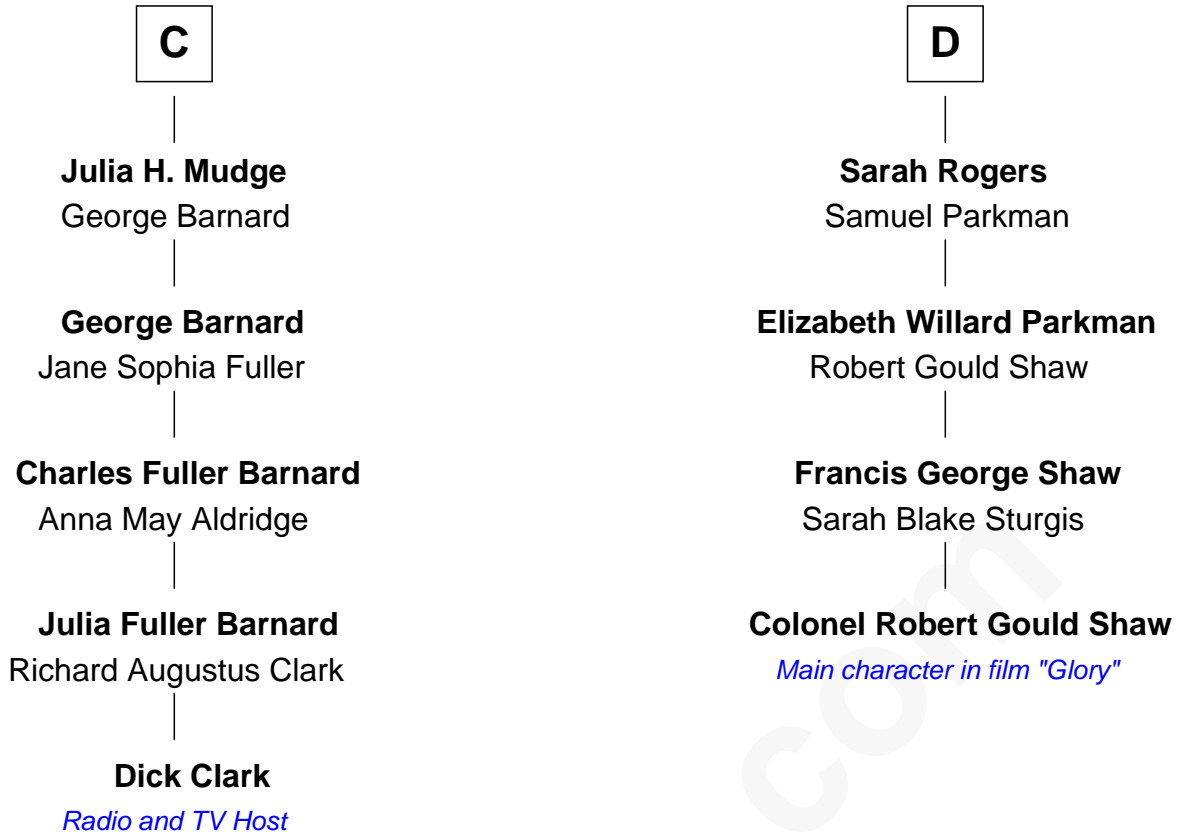 C
Julia H. Mudge
George Barnard
George Barnard
Jane Sophia Fuller
Charles Fuller Barnard
Anna May Aldridge
Julia Fuller Barnard
Richard Augustus Clark
Dick Clark
Radio and TV Host
D
Sarah Rogers
Samuel Parkman
Elizabeth Willard Parkman
Robert Gould Shaw
Francis George Shaw
Sarah Blake Sturgis
Colonel Robert Gould Shaw
Main character in film "Glory"
com